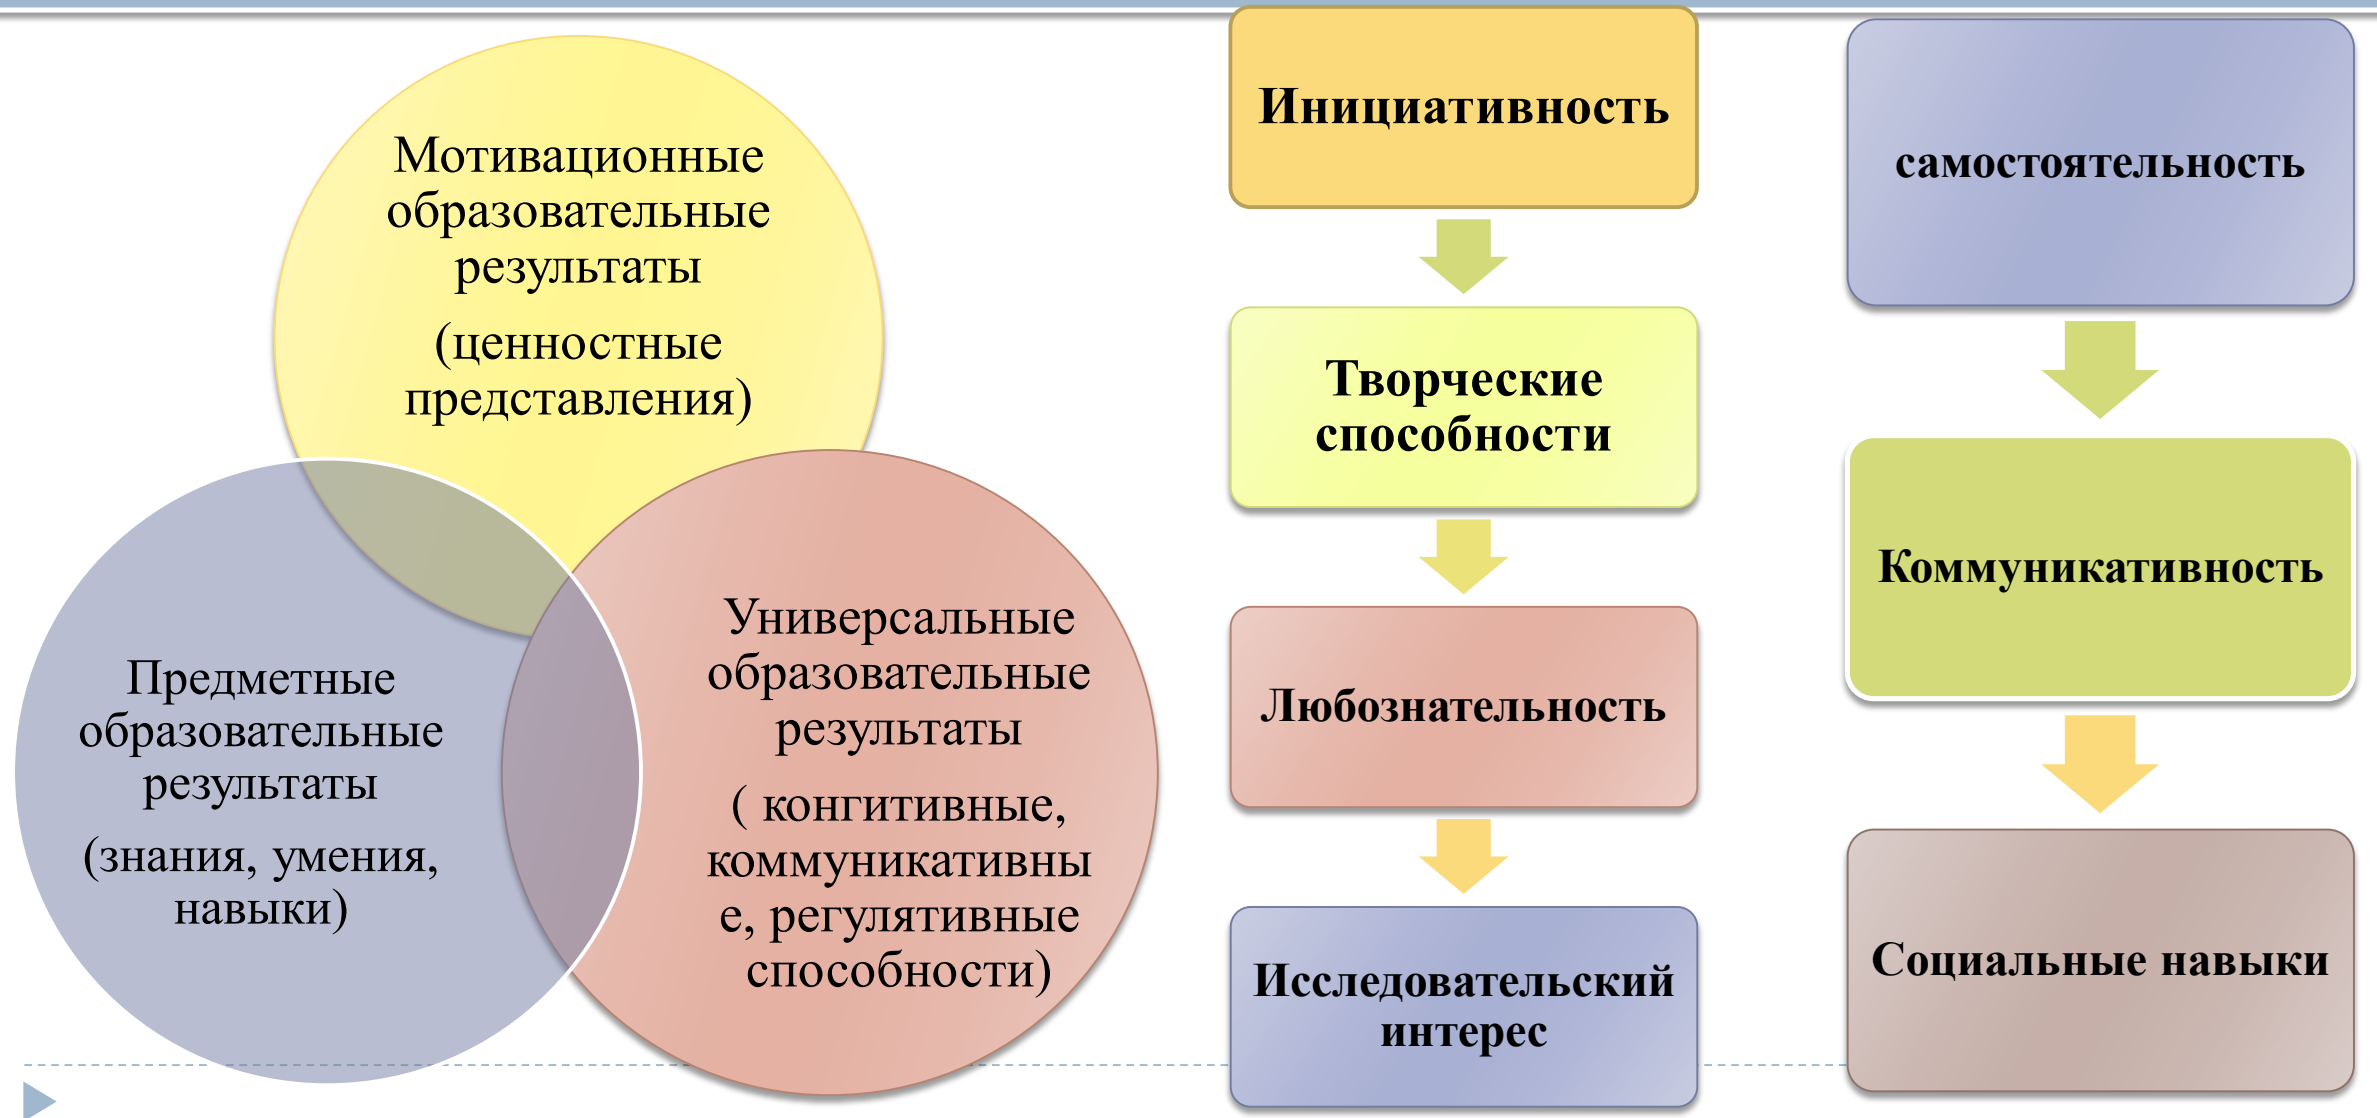 Мотивационные
образовательные
результаты
(ценностные
представления)
Предметные
образовательные
результаты
(знания, умения,
навыки)
Универсальные
образовательные
результаты
( конгитивные,
коммуникативны
е, регулятивные
способности)
Инициативность
Творческие
способности
Любознательность
Исследовательский
интерес
самостоятельность
Коммуникативность
Социальные навыки